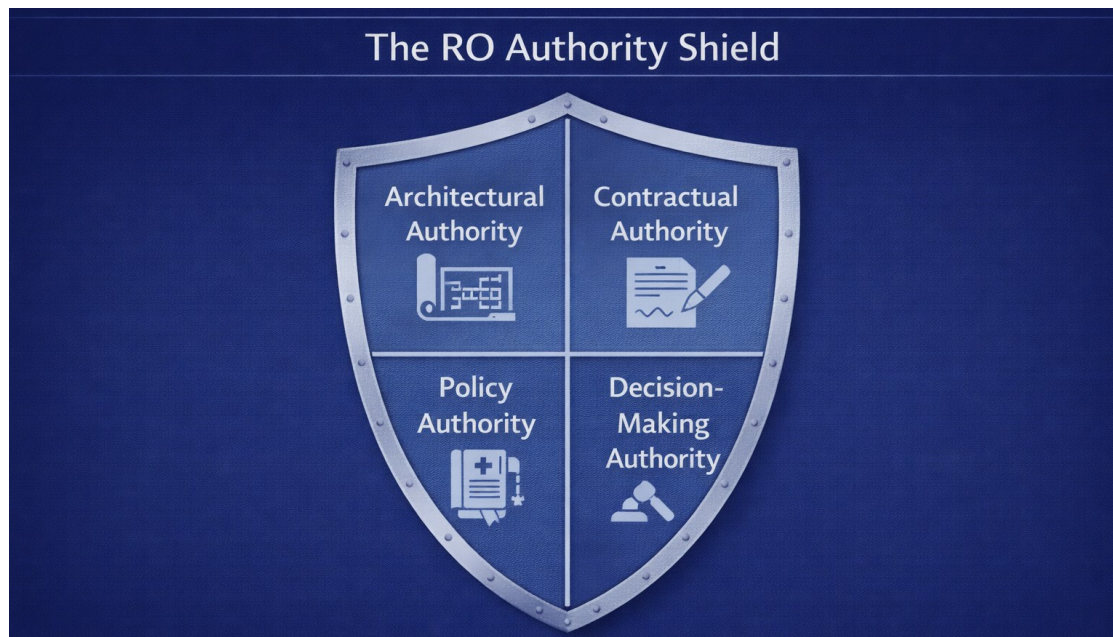 The RO Authority Shield
Architectural
Authority
Contractual
Authority
Policy
Authority
Decision-
Making
Authority